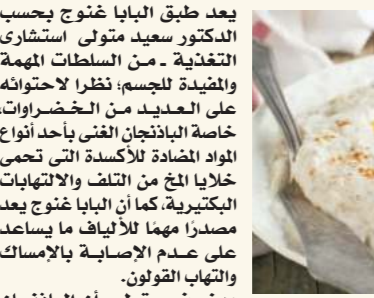 يعد طبق البابا غنوج بحسب
الدكتور سعيد متولى استشارى
التغذية ـ من السلطات المهمة
والمفيدة للجسم؛ نظرا لاحتوائه
على العديد من الخضراوات،
خاصة الباذنجان الغنى بأحد أنواع
المواد المضادة للأكسدة التى تحمى
خلايا المخ من التلف والالتهابات
البكتيرية، كما أن البابا غنوج يعد
مصدرًا مهمًا للألياف ما يساعد
على عدم الإصابة بالإمساك
والتهاب القولون.